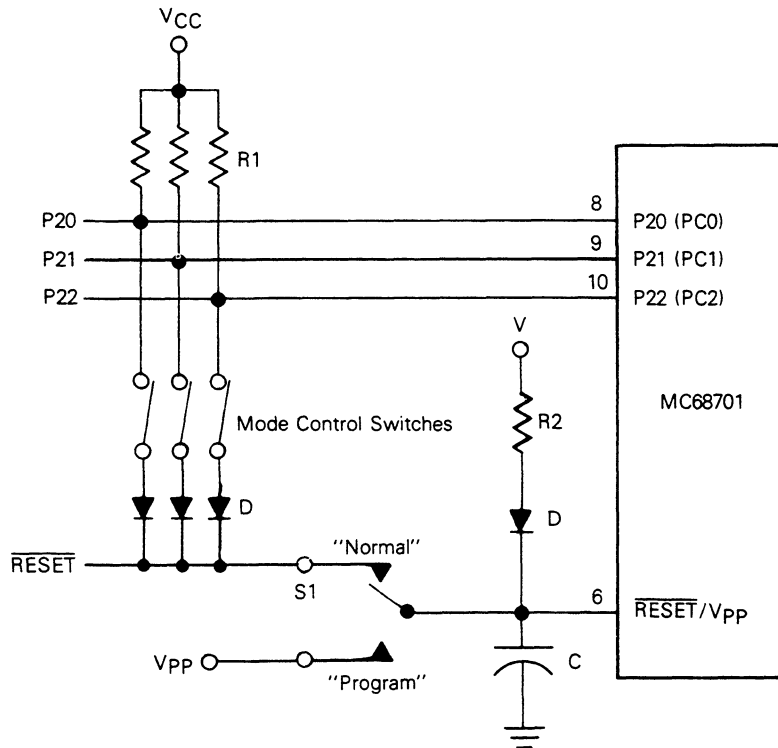 VCC
R1
P20
8
P20 (PC0)
P21
9
P21 (PC1)
P22
10
P22 (PC2)
V
MC68701
R2
Mode Control Switches
D
D
"Normal"
RESET
S1
6
RESET/VPP
VPP
"Program"
C